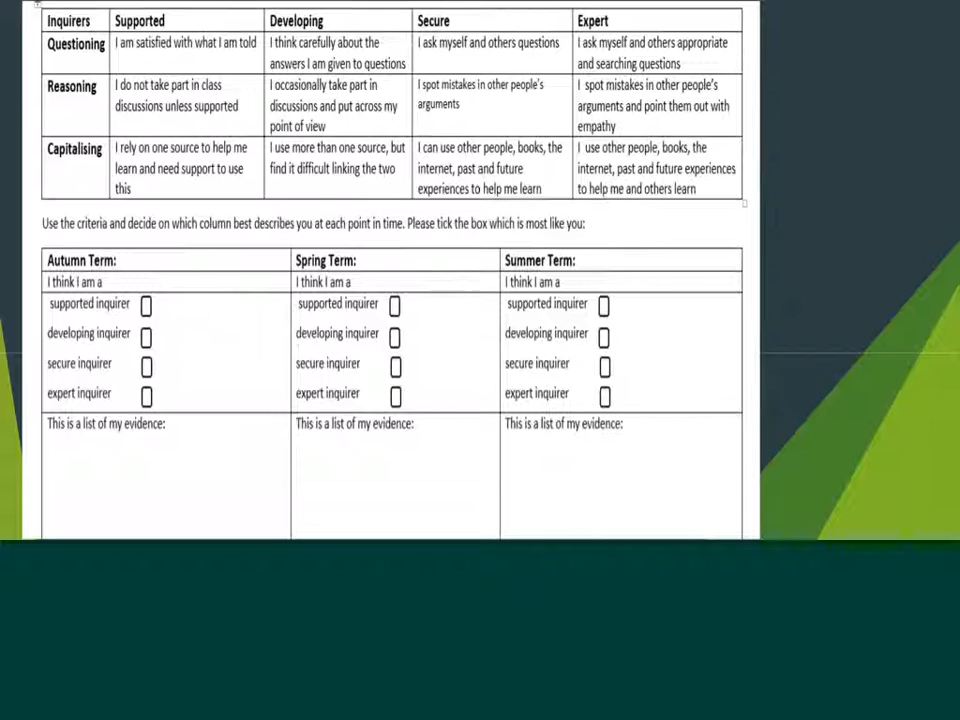 Inquirers Supported Developing Secure Expert
Questioning I am satisfied with what I am told I think carefully about the answers I am given to questions I ask myself and others questions I ask myself and others appropriate and searching questions
Reasoning I do not take part in class discussions unless supported I occasionally take part in discussions and put across my point of view I spot mistakes in other people's arguments I spot mistakes in other people's arguments and point them out with empathy
Capitalising I rely on one source to help me learn and need support to use this I use more than one source, but find it difficult linking the two I can use other people, books, the internet, past and future experiences to help me learn I use other people, books, the internet, past and future experiences to help me and others learn
Use the criteria and decide on which column best describes you at each point in time. Please tick the box which is most like you:
Autumn Term: Spring Term: Summer Term:
I think I am a I think I am a I think I am a
supported inquirer supported inquirer supported inquirer
developing inquirer developing inquirer developing inquirer
secure inquirer secure inquirer secure inquirer
expert inquirer expert inquirer expert inquirer
This is a list of my evidence: This is a list of my evidence: This is a list of my evidence: